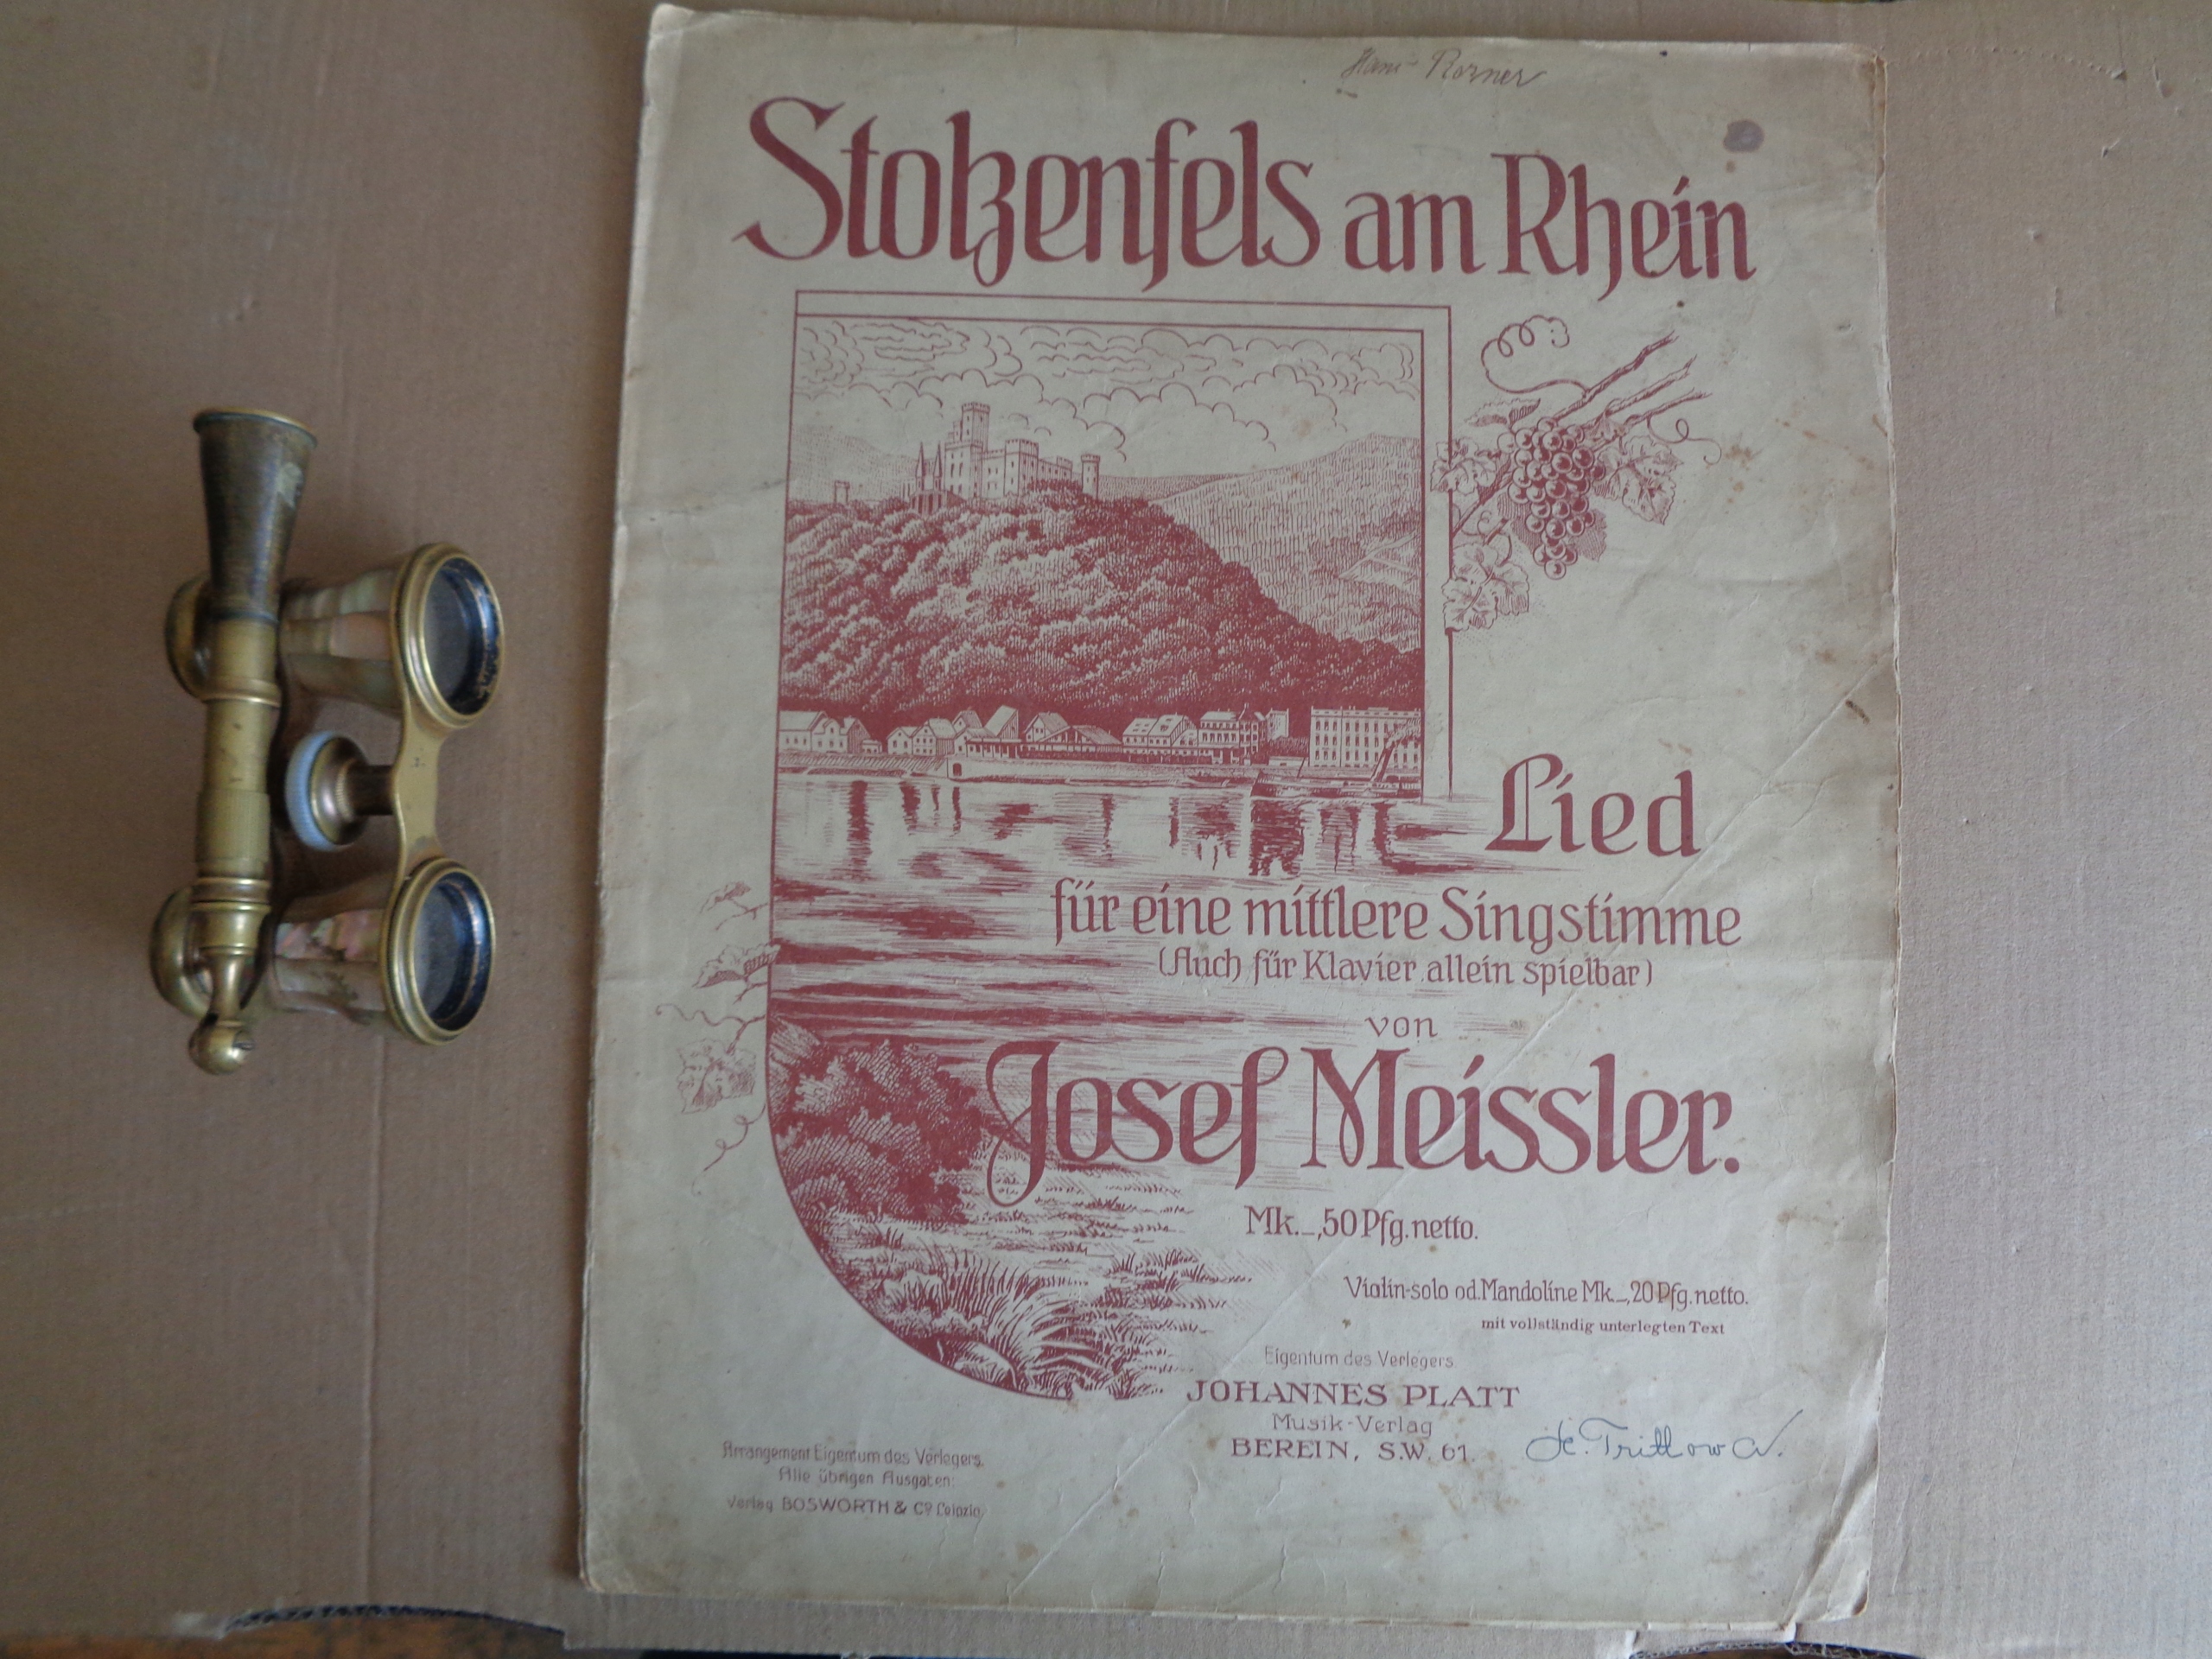 Stolzenfels am Rhein
Lied
für eine mittlere Singstimme
(Auch für Klavier allein spielbar)
von
Josef Meissler.
Mk._,50 Pfg. netto.
Violin-solo od. Mandoline Mk._,20 Pfg. netto.
mit vollständig unterlegten Text
Eigentum des Verlegers
JOHANNES PLATT
Musik-Verlag
BEREIN, S.W. 61.
Arrangement Eigentum des Verlegers.
Alle übrigen Ausgaben:
Verlag BOSWORTH & Co Leipzig